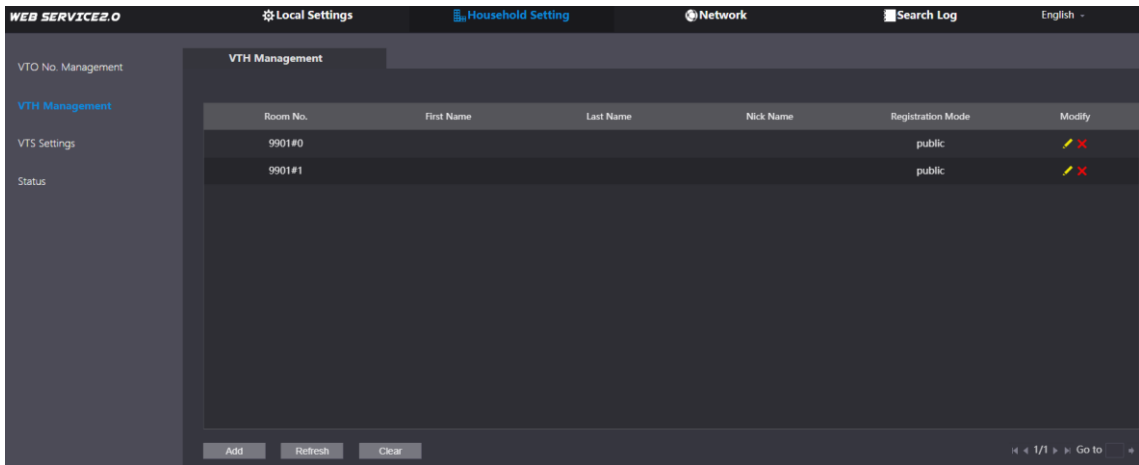 WEB SERVICE2.0 Local Settings Household Setting Network Search Log English
VTO No. Management
VTH Management
VTS Settings
Status
VTH Management
Room No. First Name Last Name Nick Name Registration Mode Modify
9901#0 public
9901#1 public
Add Refresh Clear 1/1 Go to